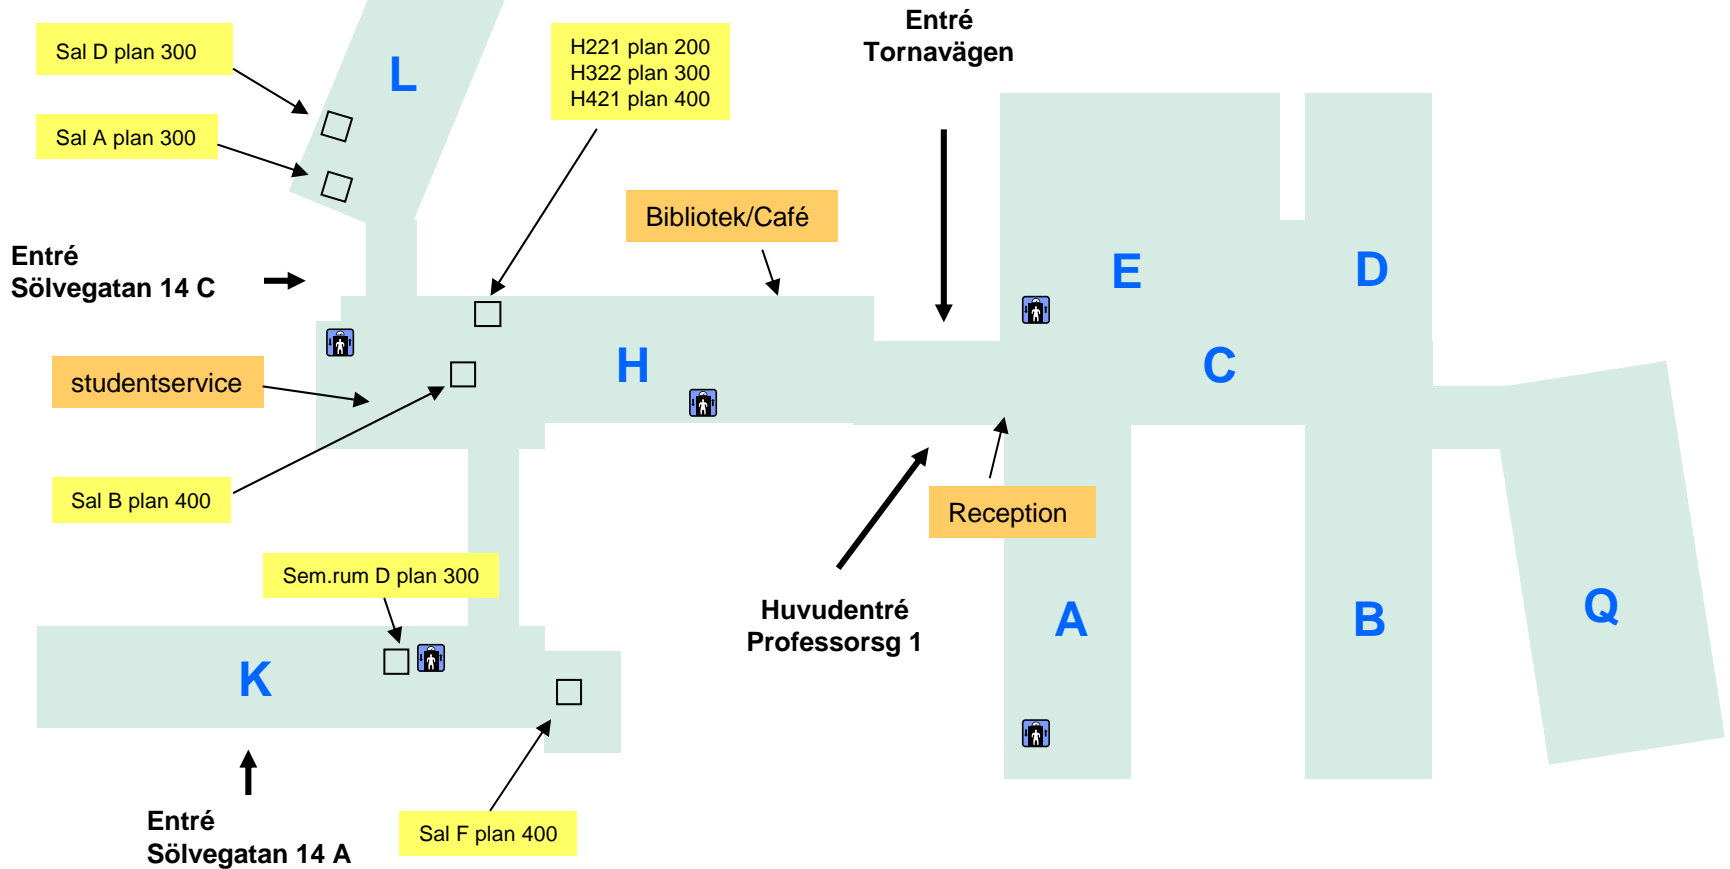 Entré
Tornavägen
Sal D plan 300
L
H221 plan 200
H322 plan 300
H421 plan 400
Sal A plan 300
Bibliotek/Café
Entré
Sölvegatan 14 C
E
D
studentservice
H
C
Sal B plan 400
Reception
Sem.rum D plan 300
Huvudentré
Professorsg 1
A
B
Q
K
Entré
Sölvegatan 14 A
Sal F plan 400